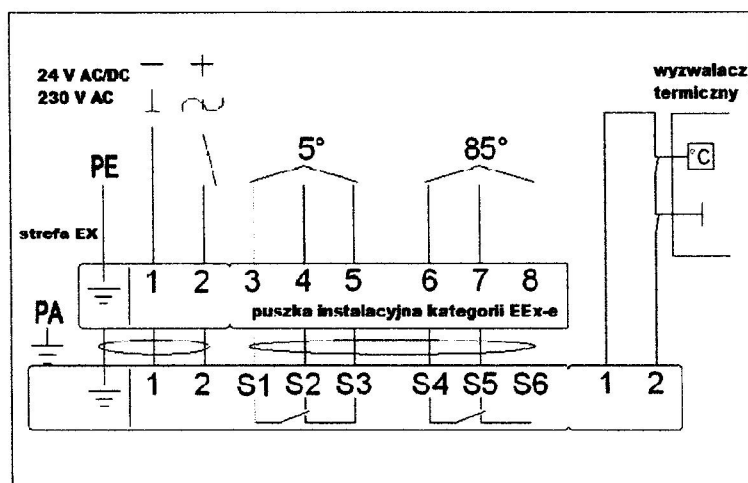 24 V AC/DC − +
230 V AC
wyzwalacz
termiczny
5° 85°
°C
PE
strefa EX
1 2 3 4 5 6 7 8
puszka instalacyjna kategorii EEx-e
PA
1 2 S1 S2 S3 S4 S5 S6 1 2